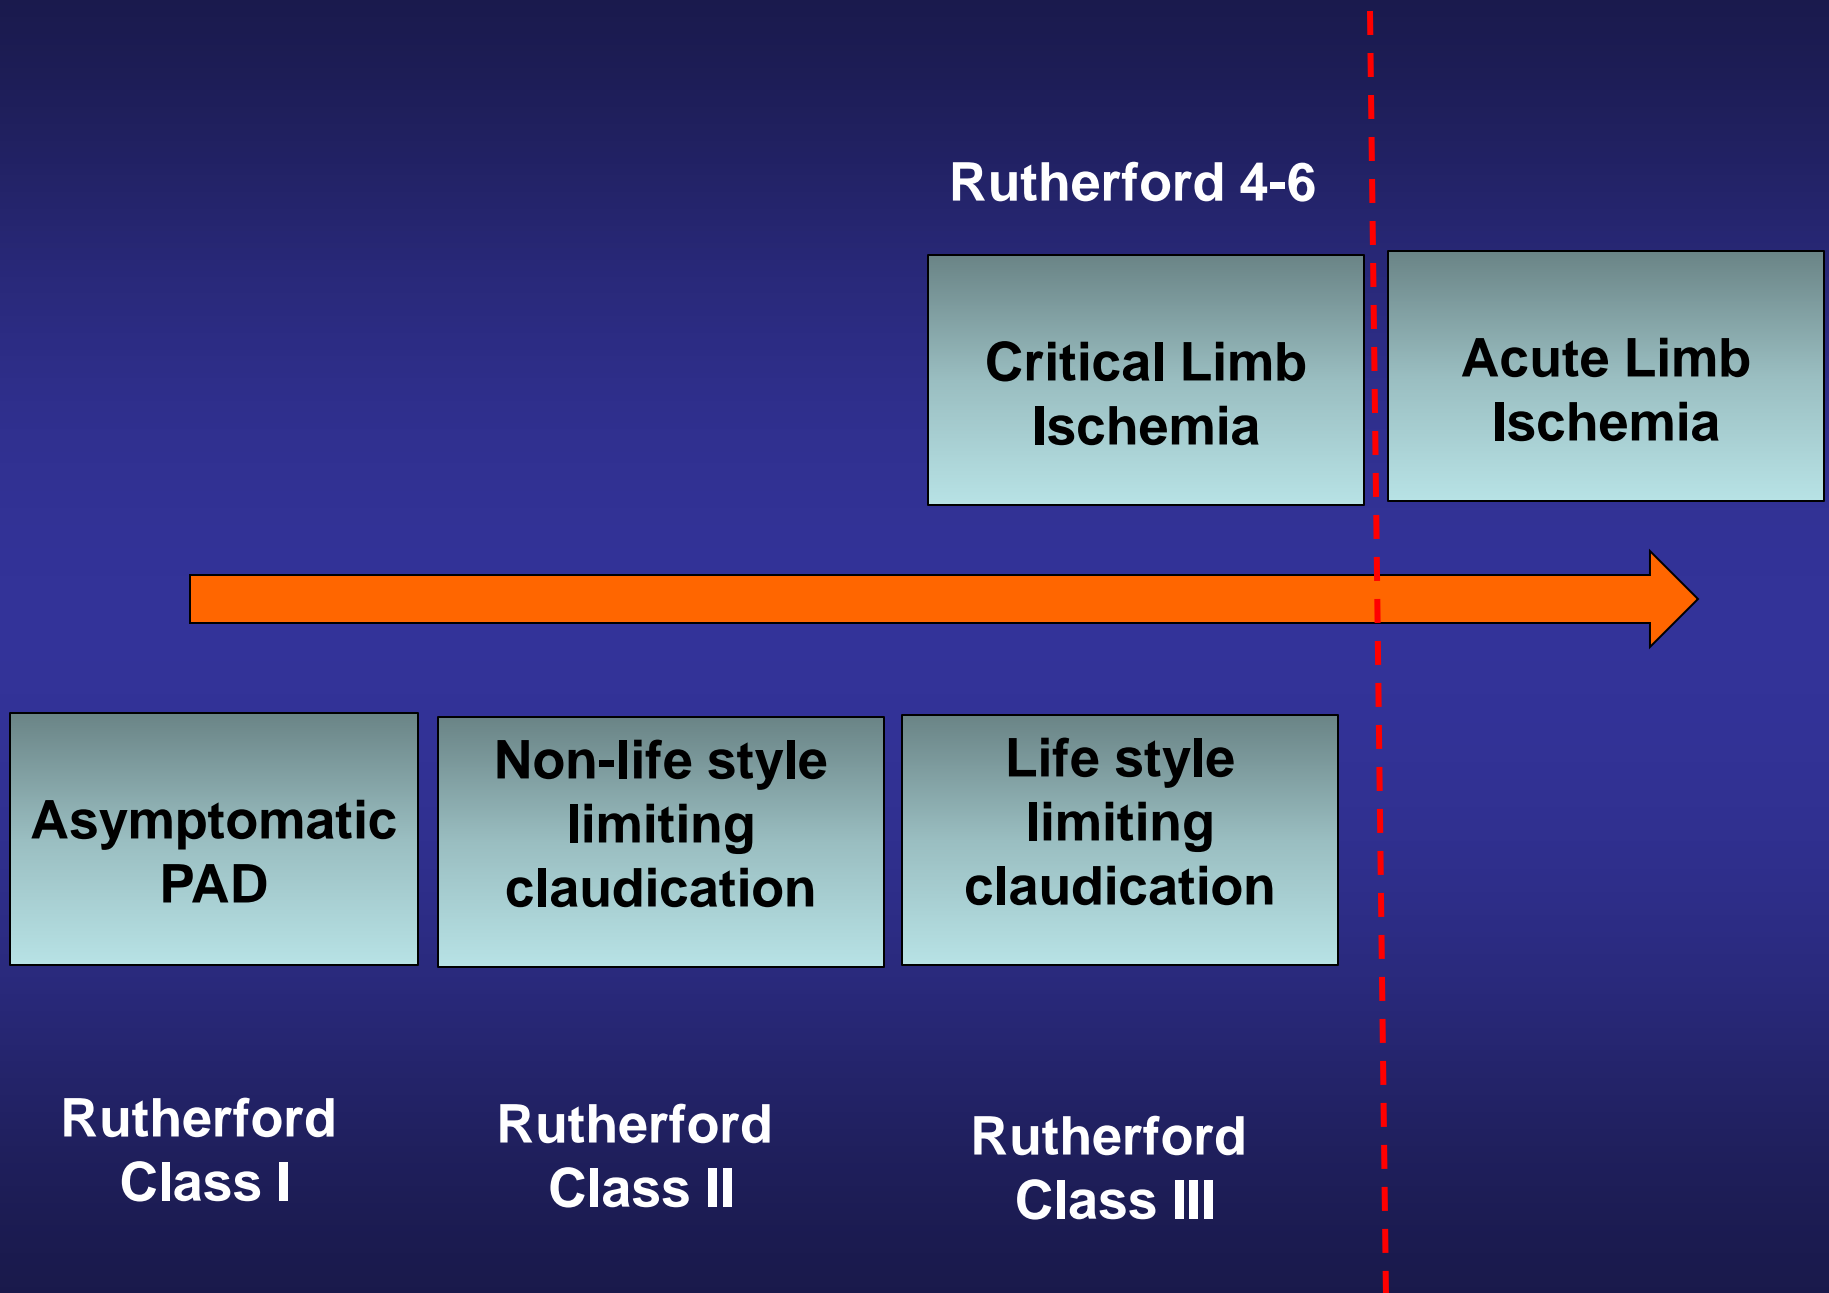 Rutherford 4-6
Critical Limb
Ischemia
Acute Limb
Ischemia
Asymptomatic
PAD
Non-life style
limiting
claudication
Life style
limiting
claudication
Rutherford
Class I
Rutherford
Class II
Rutherford
Class III